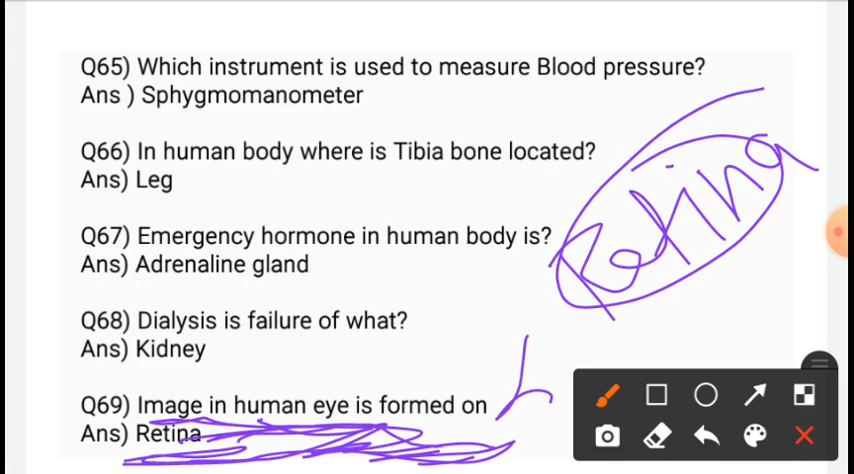 Q65) Which instrument is used to measure Blood pressure?
Ans ) Sphygmomanometer
Q66) In human body where is Tibia bone located?
Ans) Leg
Q67) Emergency hormone in human body is?
Ans) Adrenaline gland
Q68) Dialysis is failure of what?
Ans) Kidney
Q69) Image in human eye is formed on
Ans) Retina
Retina